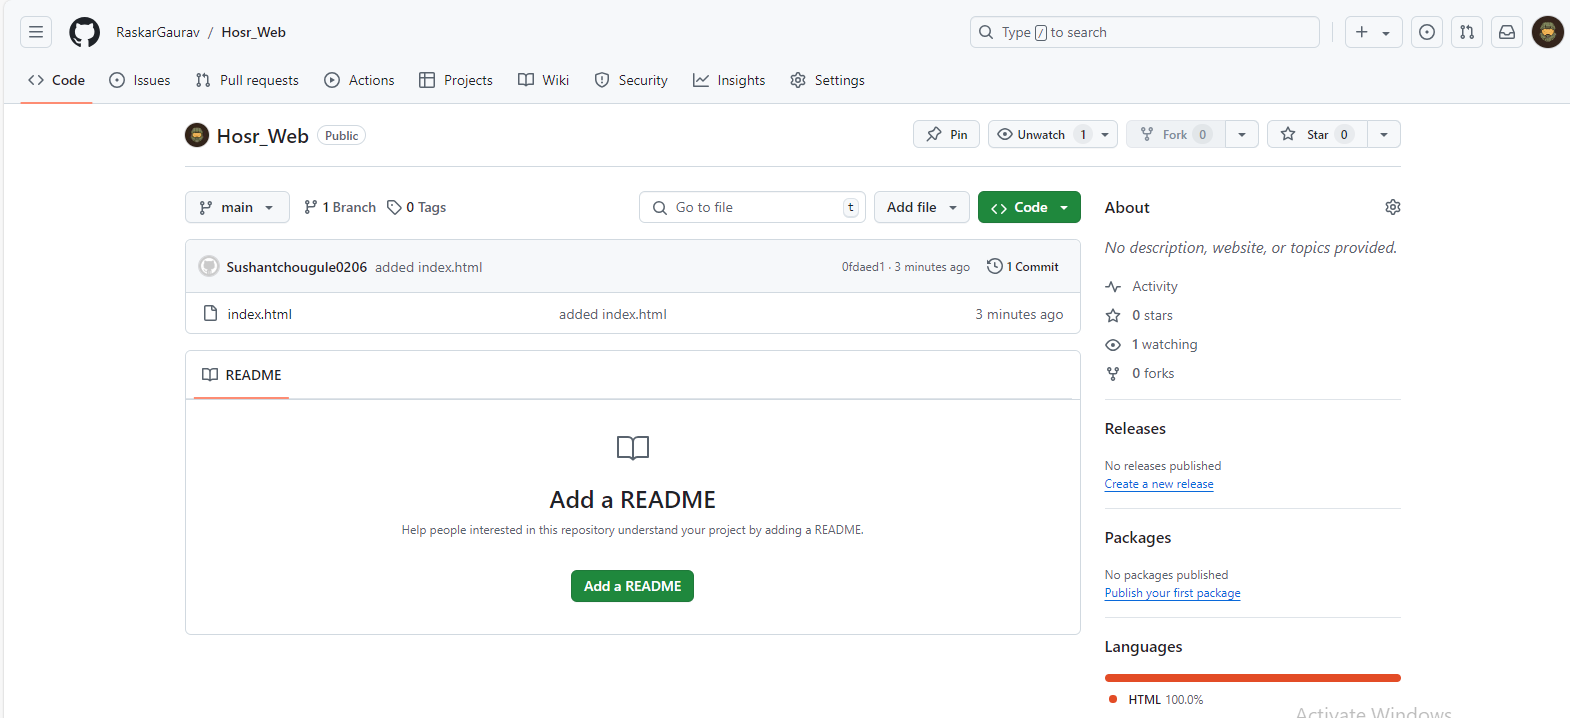 RaskarGaurav / Hosr_Web
Type / to search
Code Issues Pull requests Actions Projects Wiki Security Insights Settings
Hosr_Web Public
Pin Unwatch 1 Fork 0 Star 0
main 1 Branch 0 Tags Go to file t Add file Code
Sushantchougule0206 added index.html 0fdaed1 · 3 minutes ago 1 Commit
index.html added index.html 3 minutes ago
README
Add a README
Help people interested in this repository understand your project by adding a README.
Add a README
About
No description, website, or topics provided.
Activity
0 stars
1 watching
0 forks
Releases
No releases published
Create a new release
Packages
No packages published
Publish your first package
Languages
HTML 100.0%
Activate Windows